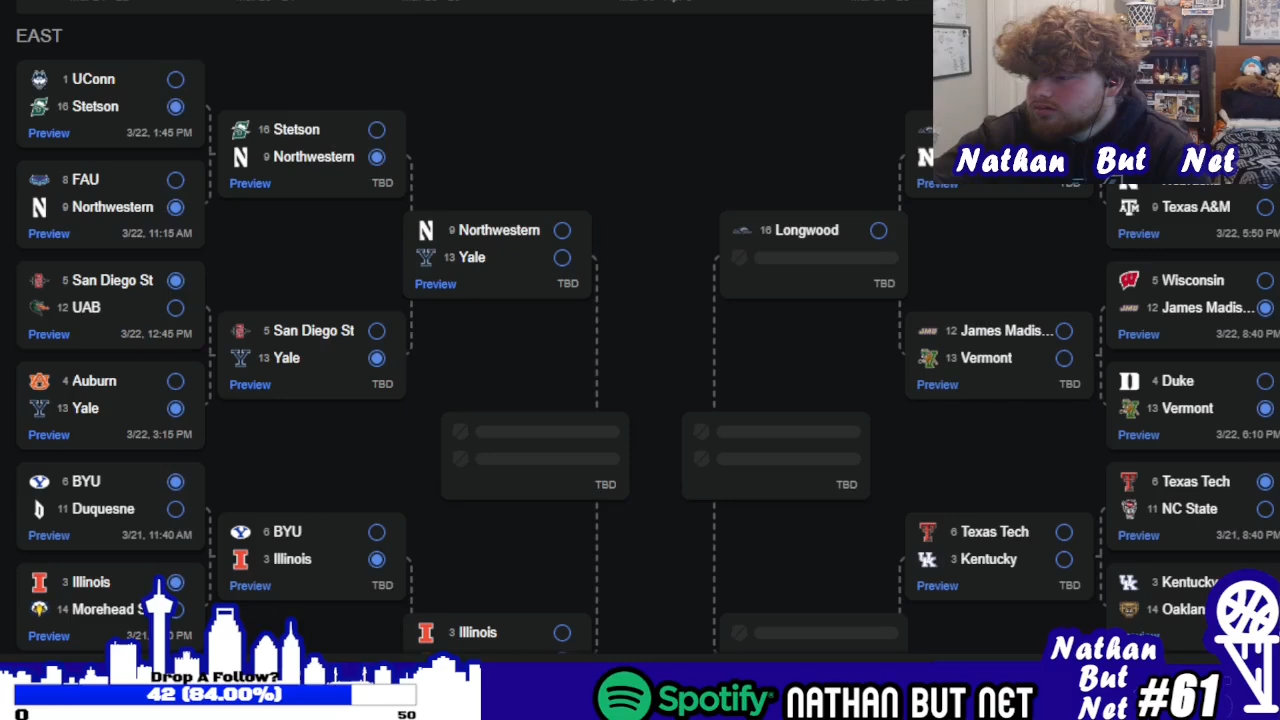 EAST
1 UConn
16 Stetson
Preview 3/22, 1:45 PM
8 FAU
9 Northwestern
Preview 3/22, 11:15 AM
5 San Diego St
12 UAB
Preview 3/22, 12:45 PM
4 Auburn
13 Yale
Preview 3/22, 3:15 PM
6 BYU
11 Duquesne
Preview 3/21, 11:40 AM
3 Illinois
14 Morehead S
Preview 3/21,
16 Stetson
9 Northwestern
Preview TBD
5 San Diego St
13 Yale
Preview TBD
6 BYU
3 Illinois
Preview TBD
9 Northwestern
13 Yale
Preview TBD
3 Illinois
TBD
16 Longwood
TBD
TBD
Preview TBD
12 James Madis...
13 Vermont
Preview TBD
6 Texas Tech
3 Kentucky
Preview TBD
9 Texas A&M
Preview 3/22, 5:50 PM
5 Wisconsin
12 James Madis...
Preview 3/22, 8:40 PM
4 Duke
13 Vermont
Preview 3/22, 6:10 PM
6 Texas Tech
11 NC State
Preview 3/21, 8:40 PM
3 Kentucky
14 Oaklan
Nathan But Net
Drop A Follow?
42 (84.00%)
0 50
Spotify NATHAN BUT NET
Nathan
But
Net #61